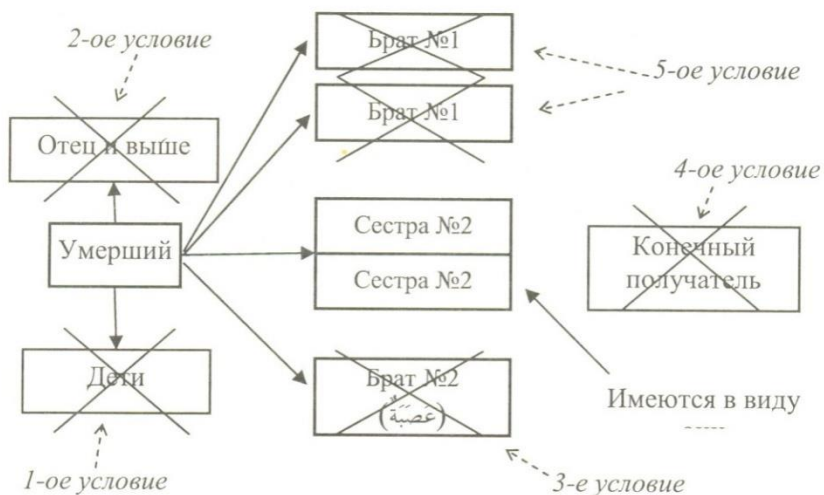 2-ое условие
Брат №1
5-ое условие
Брат №1
Отец и выше
4-ое условие
Сестра №2
Умерший
Сестра №2
Конечный
получатель
Дети
Брат №2
(عَصَبَةٌ)
Имеются в виду
1-ое условие
3-е условие